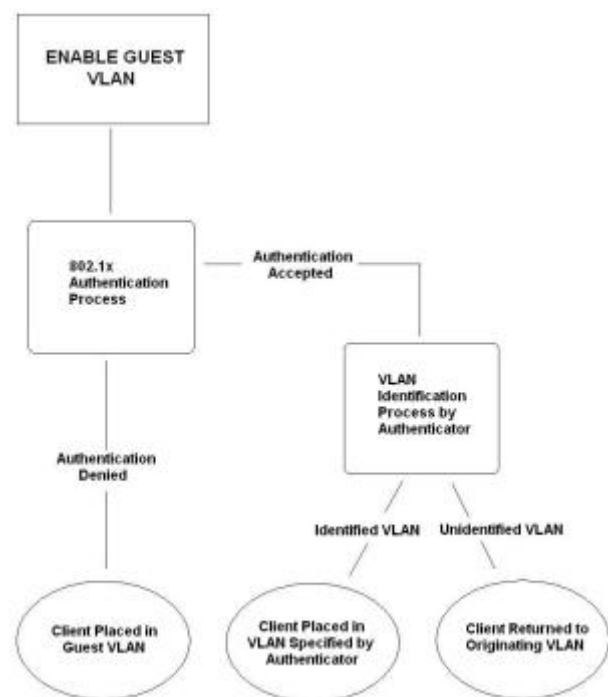 ENABLE GUEST
VLAN
802.1x
Authentication
Process
Authentication
Accepted
VLAN
Identification
Process by
Authenticator
Authentication
Denied
Identified VLAN
Unidentified VLAN
Client Placed in
Guest VLAN
Client Placed in
VLAN Specified by
Authenticator
Client Returned to
Originating VLAN